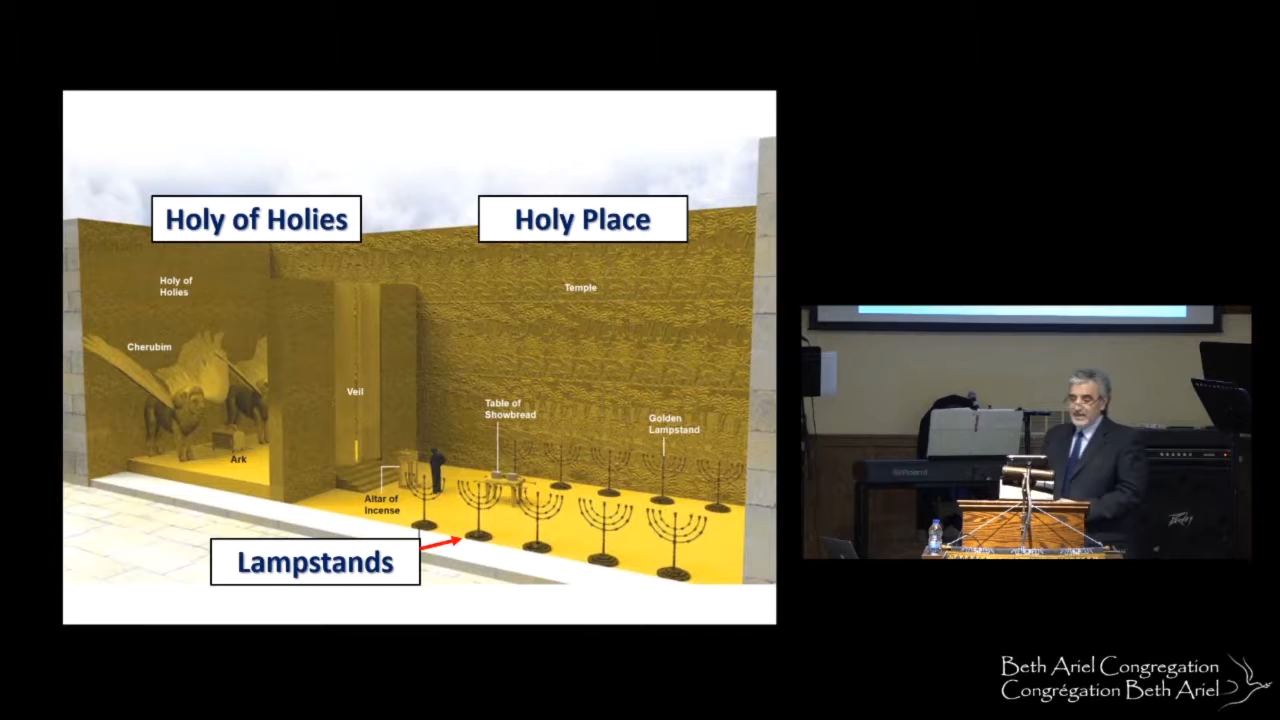 Holy of Holies
Holy Place
Holy of
Holies
Temple
Cherubim
Veil
Table of
Showbread
Golden
Lampstand
Ark
Altar of
Incense
Lampstands
Roland
Peavey
Beth Ariel Congregation
Congrégation Beth Ariel